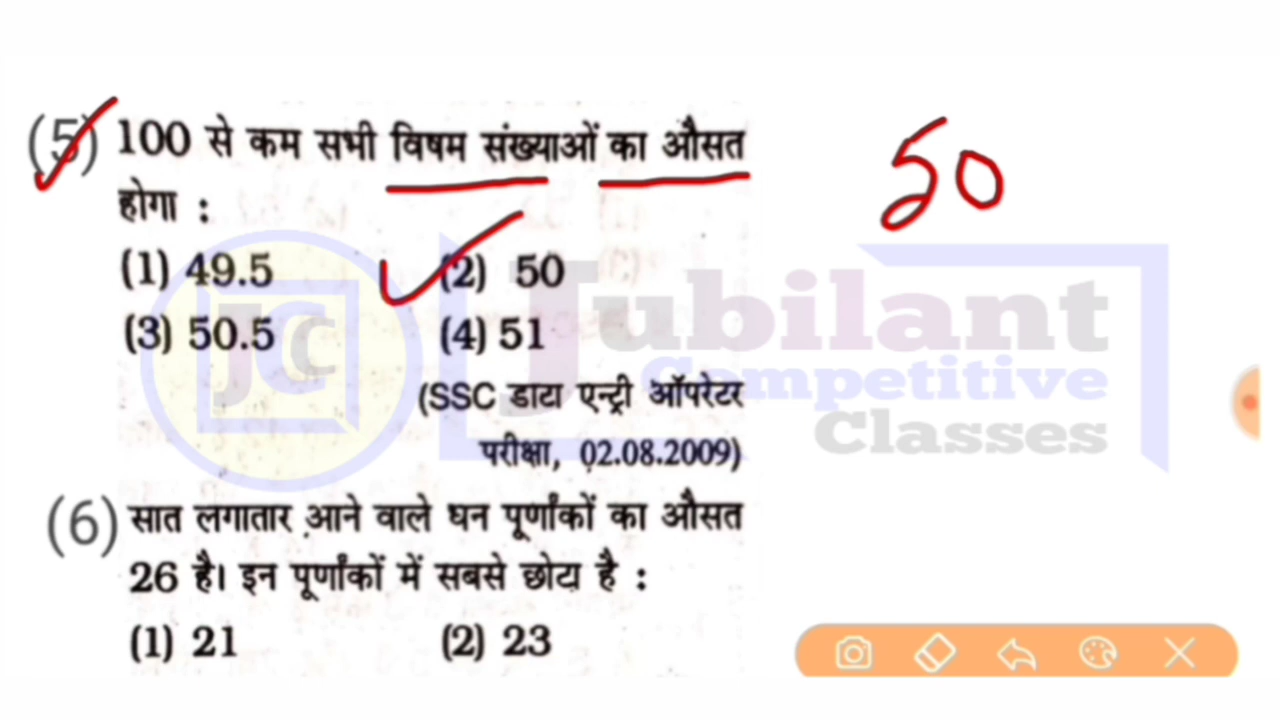 (5) 100 से कम सभी विषम संख्याओं का औसत
होगा :
50
(1) 49.5 (2) 50
(3) 50.5 (4) 51
(SSC डाटा एन्ट्री ऑपरेटर
परीक्षा, 02.08.2009)
JCC
Jubilant
Competitive
Classes
(6) सात लगातार आने वाले घन पूर्णांकों का औसत
26 है। इन पूर्णांकों में सबसे छोटा है :
(1) 21 (2) 23